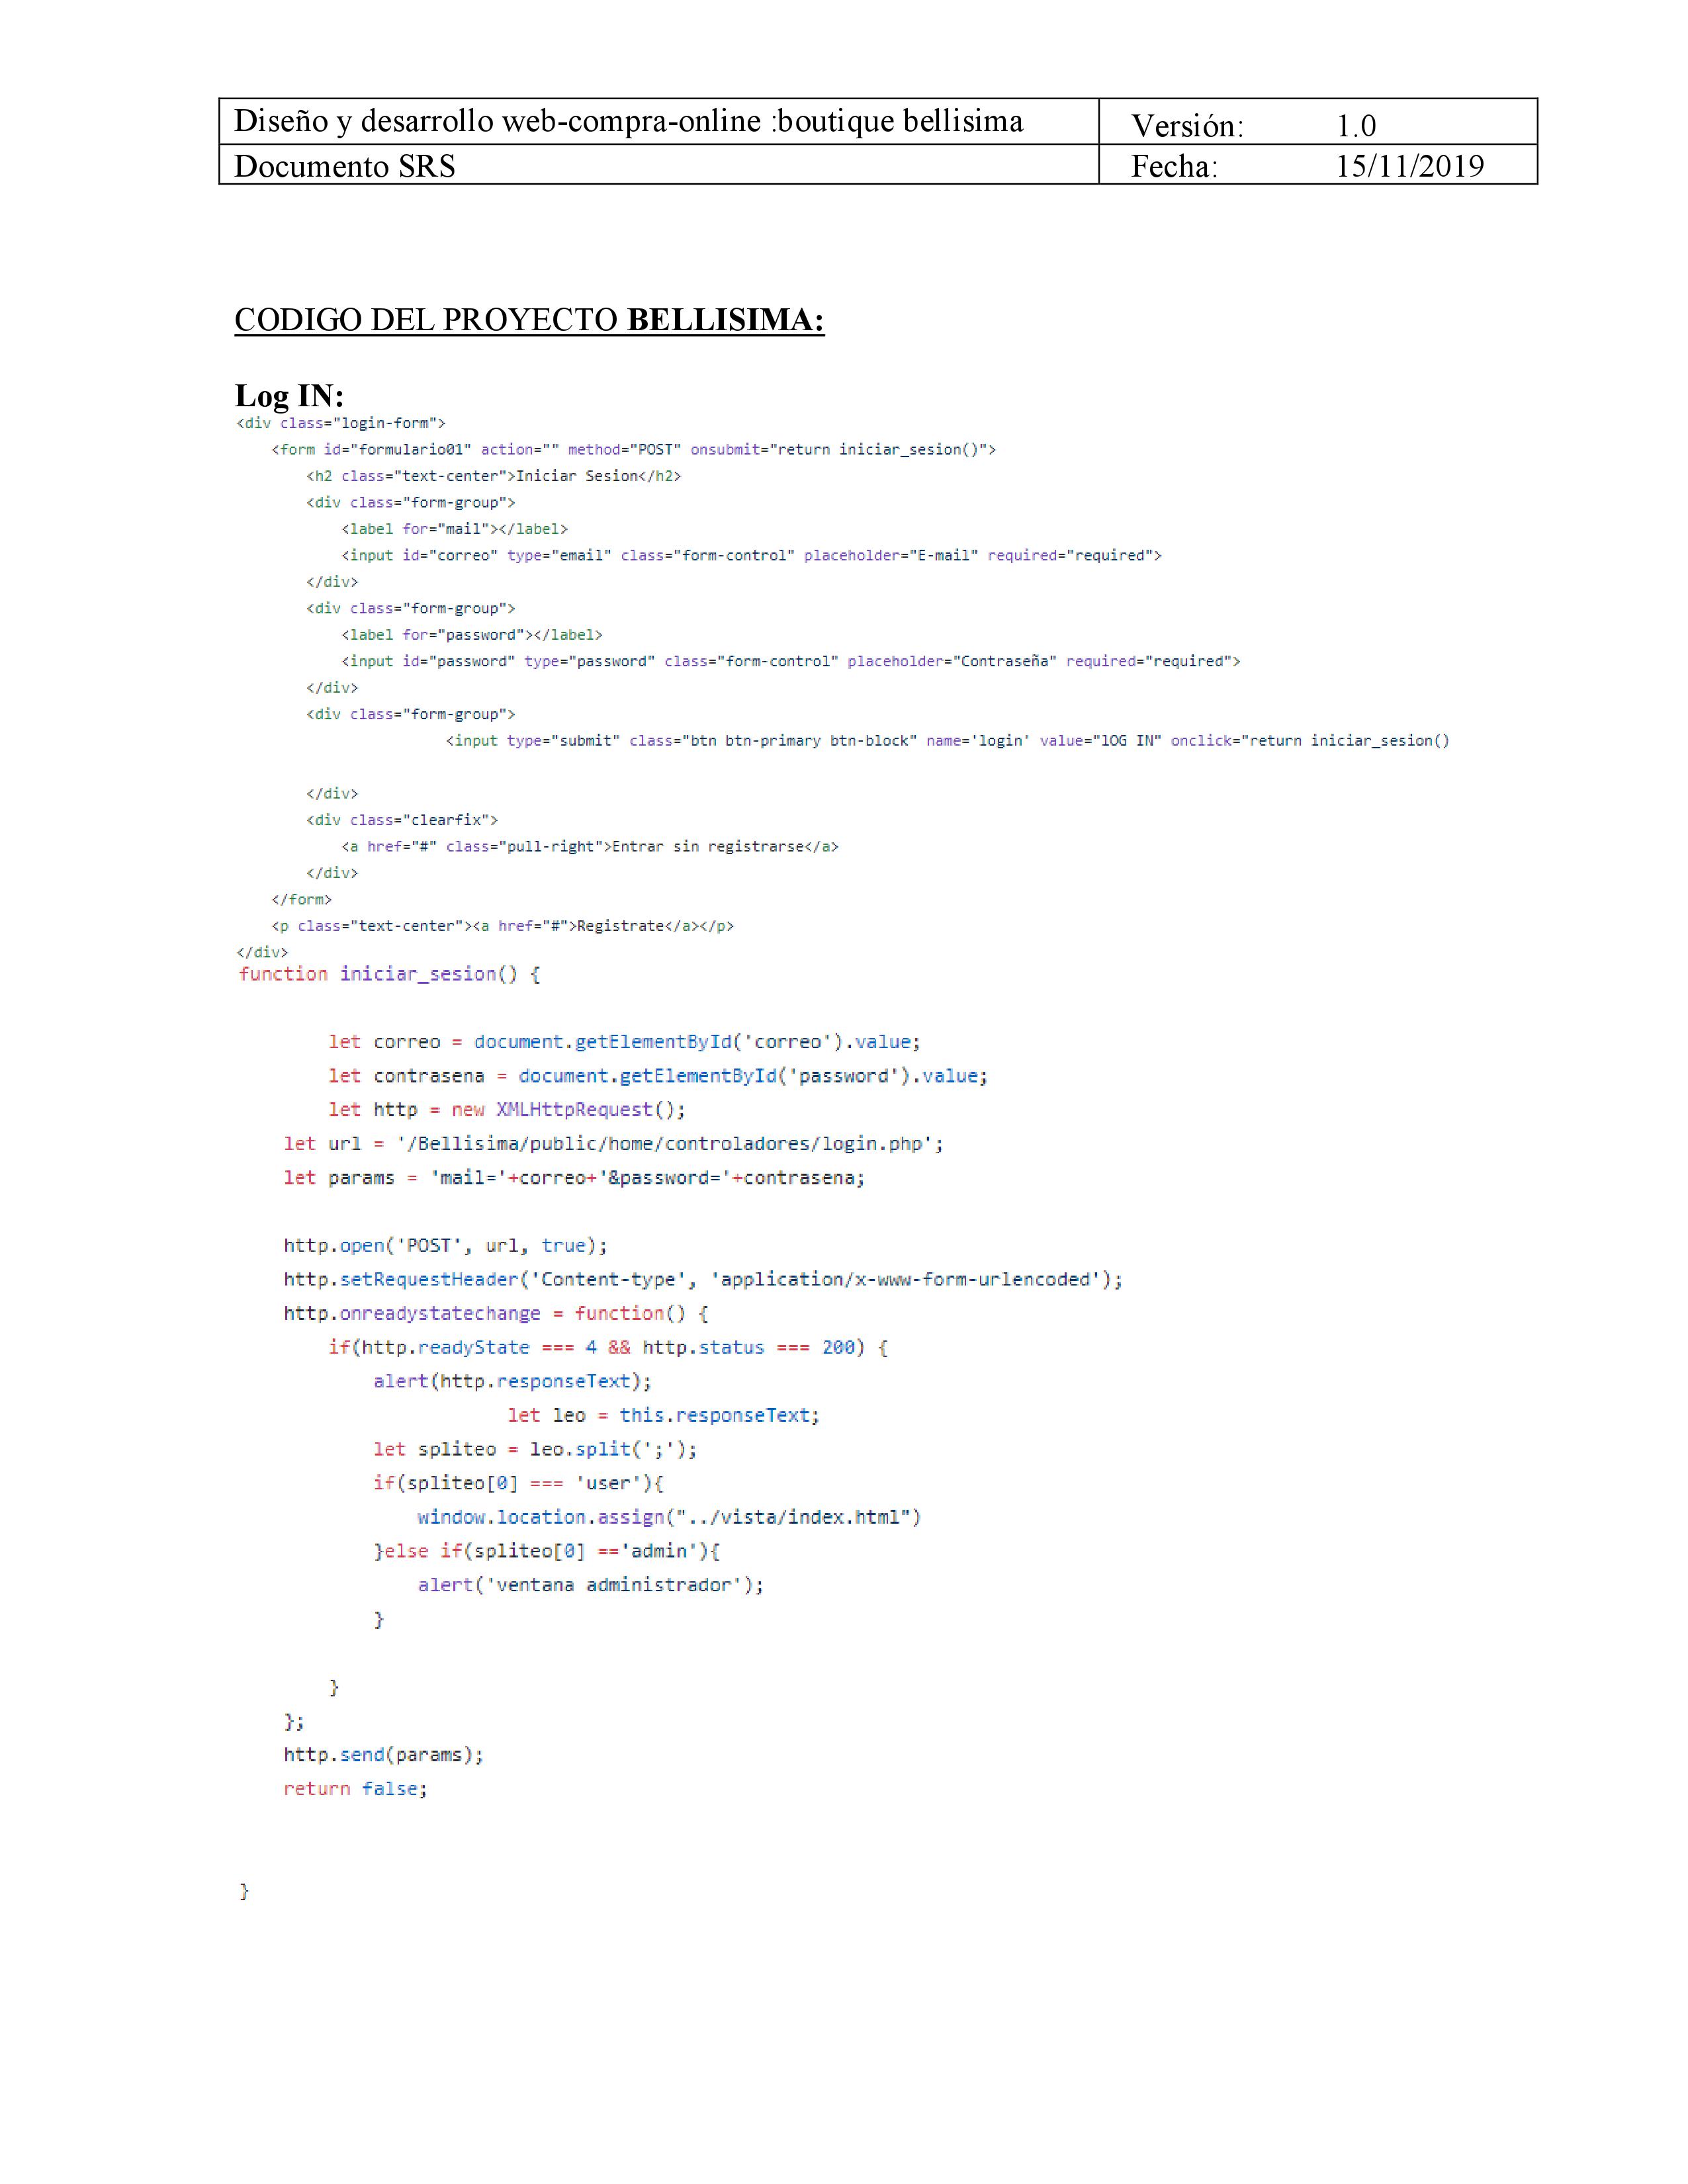 Diseño y desarrollo web-compra-online :boutique bellisima Versión: 1.0
Documento SRS Fecha: 15/11/2019
CODIGO DEL PROYECTO BELLISIMA:
Log IN:
<div class="login-form">
<form id="formulario01" action="" method="POST" onsubmit="return iniciar_sesion()">
<h2 class="text-center">Iniciar Sesion</h2>
<div class="form-group">
<label for="mail"></label>
<input id="correo" type="email" class="form-control" placeholder="E-mail" required="required">
</div>
<div class="form-group">
<label for="password"></label>
<input id="password" type="password" class="form-control" placeholder="Contraseña" required="required">
</div>
<div class="form-group">
<input type="submit" class="btn btn-primary btn-block" name='login' value="lOG IN" onclick="return iniciar_sesion()
</div>
<div class="clearfix">
<a href="#" class="pull-right">Entrar sin registrarse</a>
</div>
</form>
<p class="text-center"><a href="#">Registrate</a></p>
</div>
function iniciar_sesion() {
let correo = document.getElementById('correo').value;
let contrasena = document.getElementById('password').value;
let http = new XMLHttpRequest();
let url = '/Bellisima/public/home/controladores/login.php';
let params = 'mail='+correo+'&password='+contrasena;
http.open('POST', url, true);
http.setRequestHeader('Content-type', 'application/x-www-form-urlencoded');
http.onreadystatechange = function() {
if(http.readyState === 4 && http.status === 200) {
alert(http.responseText);
let leo = this.responseText;
let spliteo = leo.split(';');
if(spliteo[0] === 'user'){
window.location.assign("../vista/index.html")
}else if(spliteo[0] =='admin'){
alert('ventana administrador');
}
}
};
http.send(params);
return false;
}